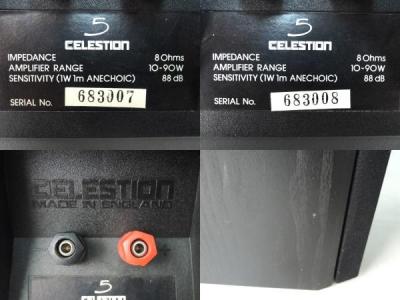 5
CELESTION
IMPEDANCE 8 Ohms
AMPLIFIER RANGE 10-90W
SENSITIVITY (1W 1m ANECHOIC) 88 dB
SERIAL No. 683007
5
CELESTION
IMPEDANCE 8 Ohms
AMPLIFIER RANGE 10-90W
SENSITIVITY (1W 1m ANECHOIC) 88 dB
SERIAL No. 683008
CELESTION
MADE IN ENGLAND
5